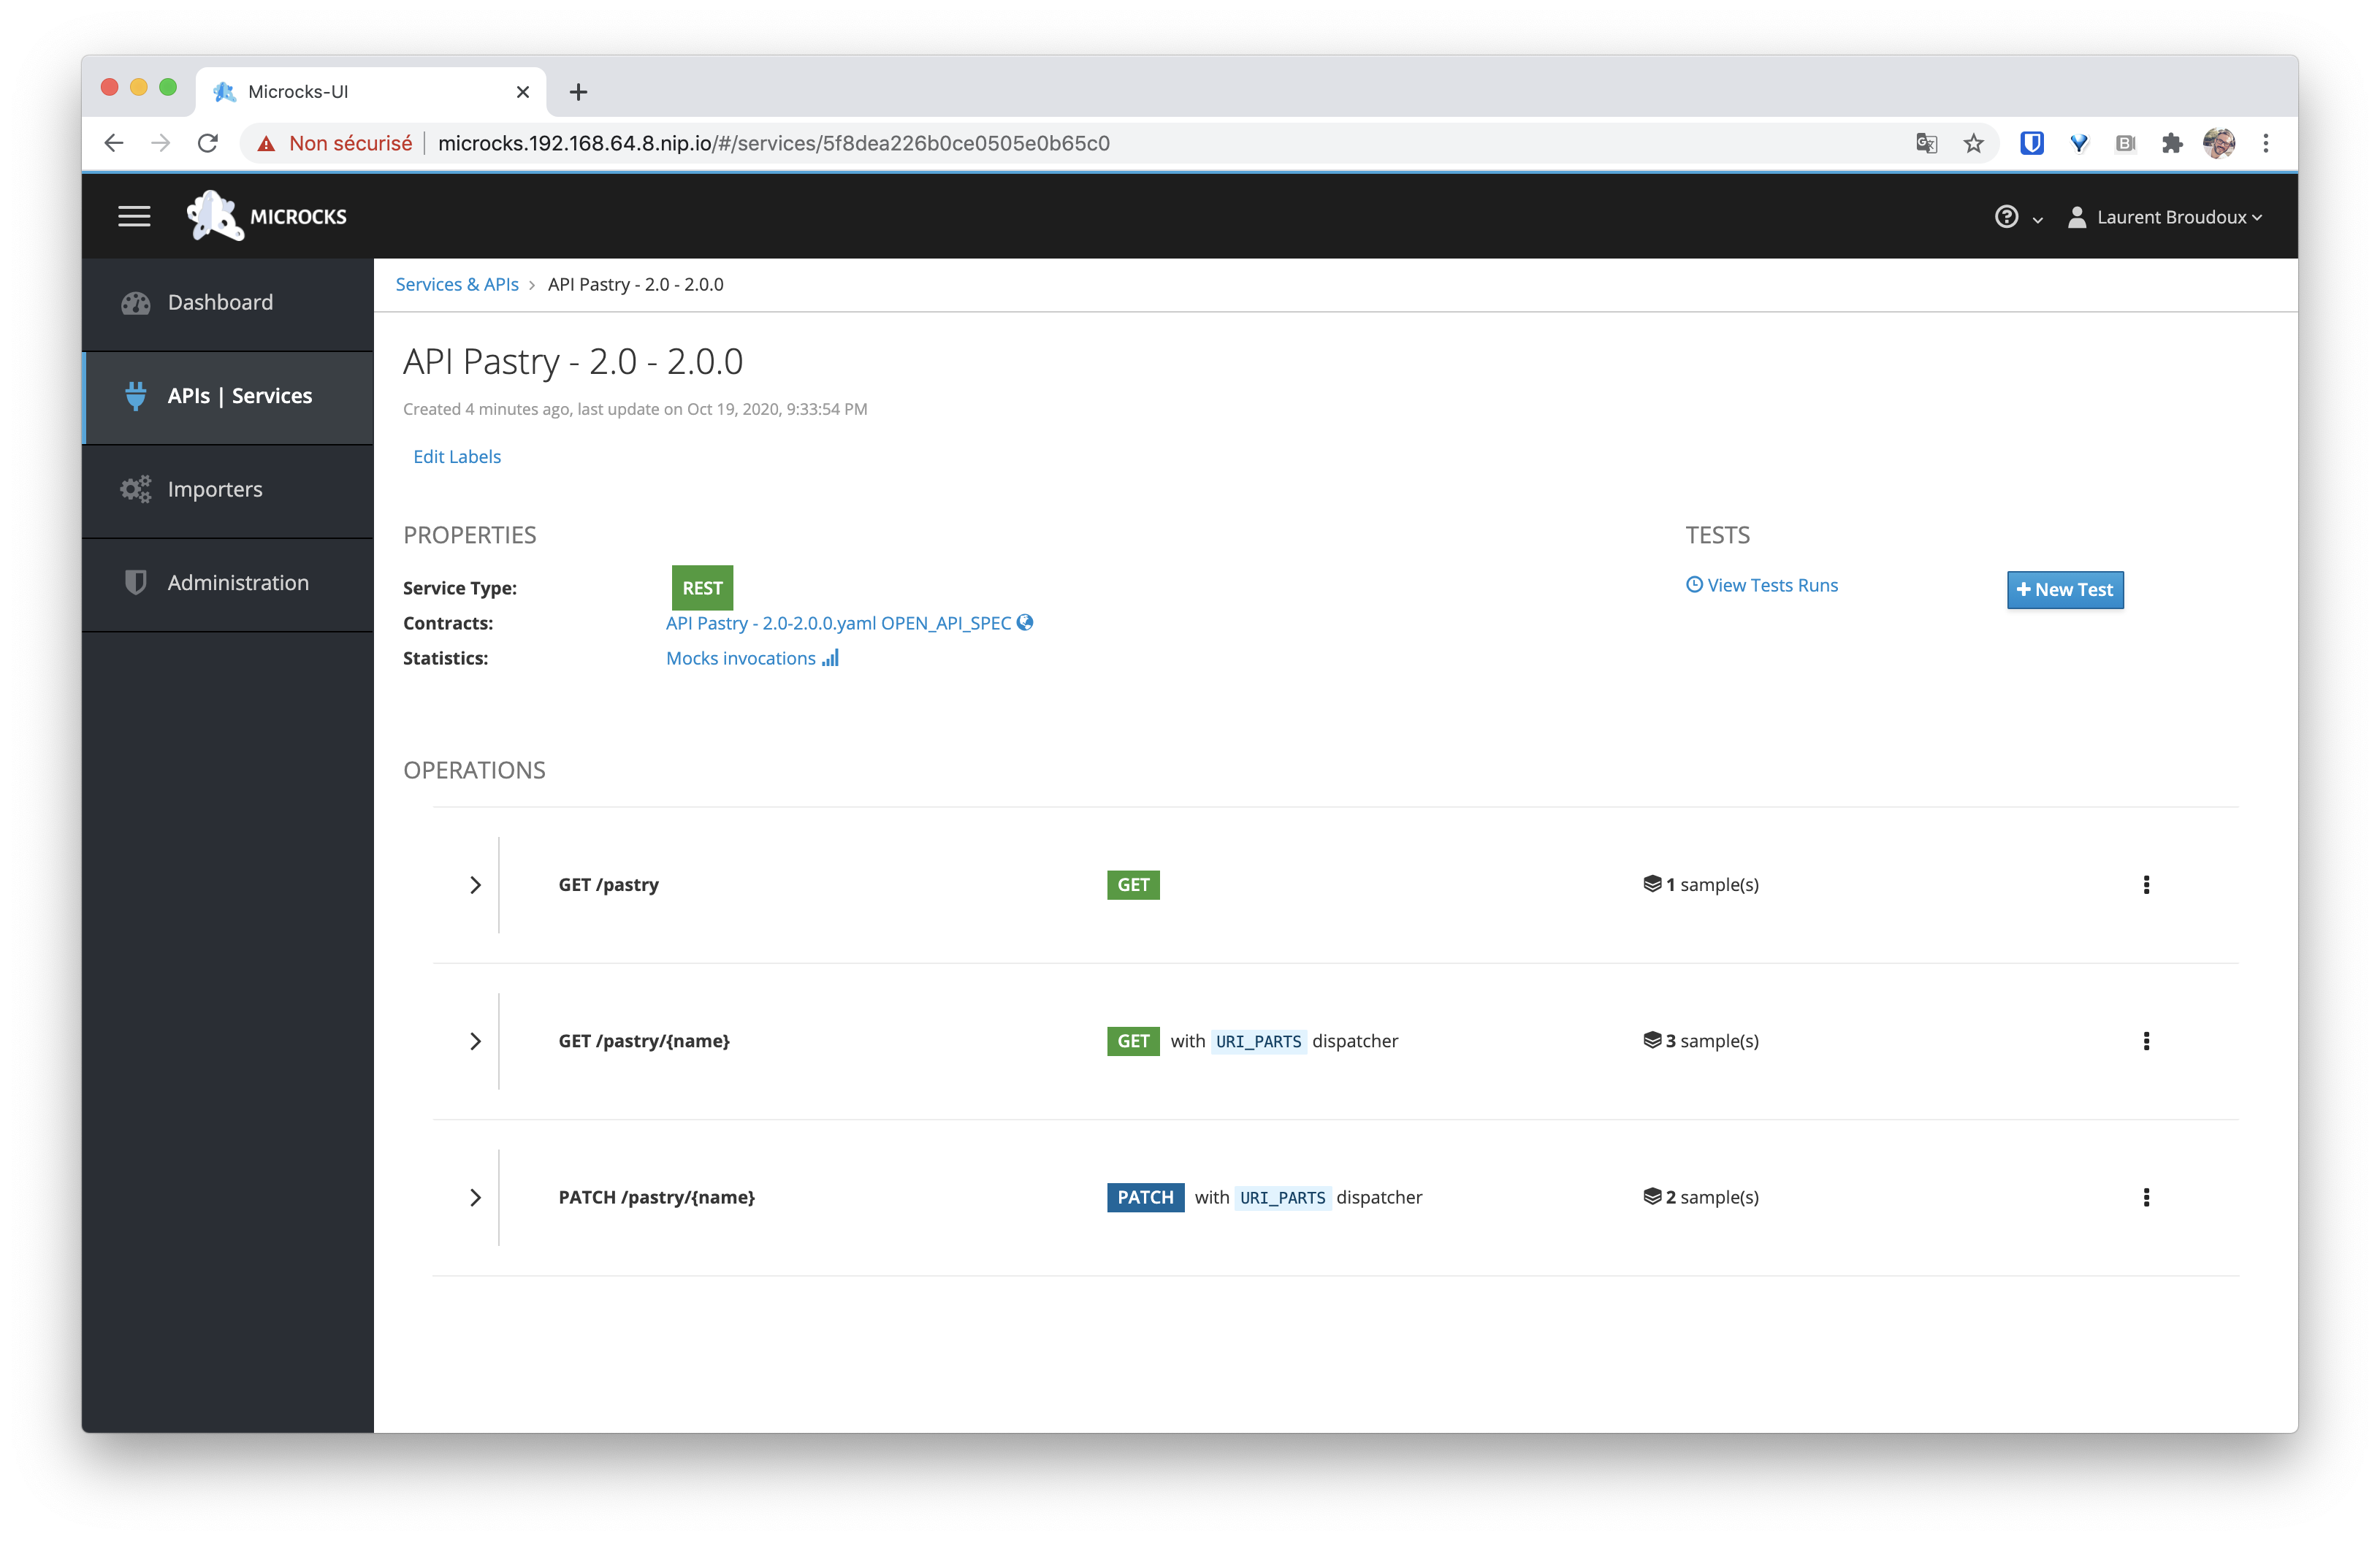 Microcks-UI
Non sécurisé microcks.192.168.64.8.nip.io/#/services/5f8dea226b0ce0505e0b65c0
MICROCKS
Laurent Broudoux
Dashboard
APIs | Services
Importers
Administration
Services & APIs > API Pastry - 2.0 - 2.0.0
API Pastry - 2.0 - 2.0.0
Created 4 minutes ago, last update on Oct 19, 2020, 9:33:54 PM
Edit Labels
PROPERTIES
Service Type: REST
Contracts: API Pastry - 2.0-2.0.0.yaml OPEN_API_SPEC
Statistics: Mocks invocations
TESTS
View Tests Runs + New Test
OPERATIONS
GET /pastry GET 1 sample(s)
GET /pastry/{name} GET with URI_PARTS dispatcher 3 sample(s)
PATCH /pastry/{name} PATCH with URI_PARTS dispatcher 2 sample(s)